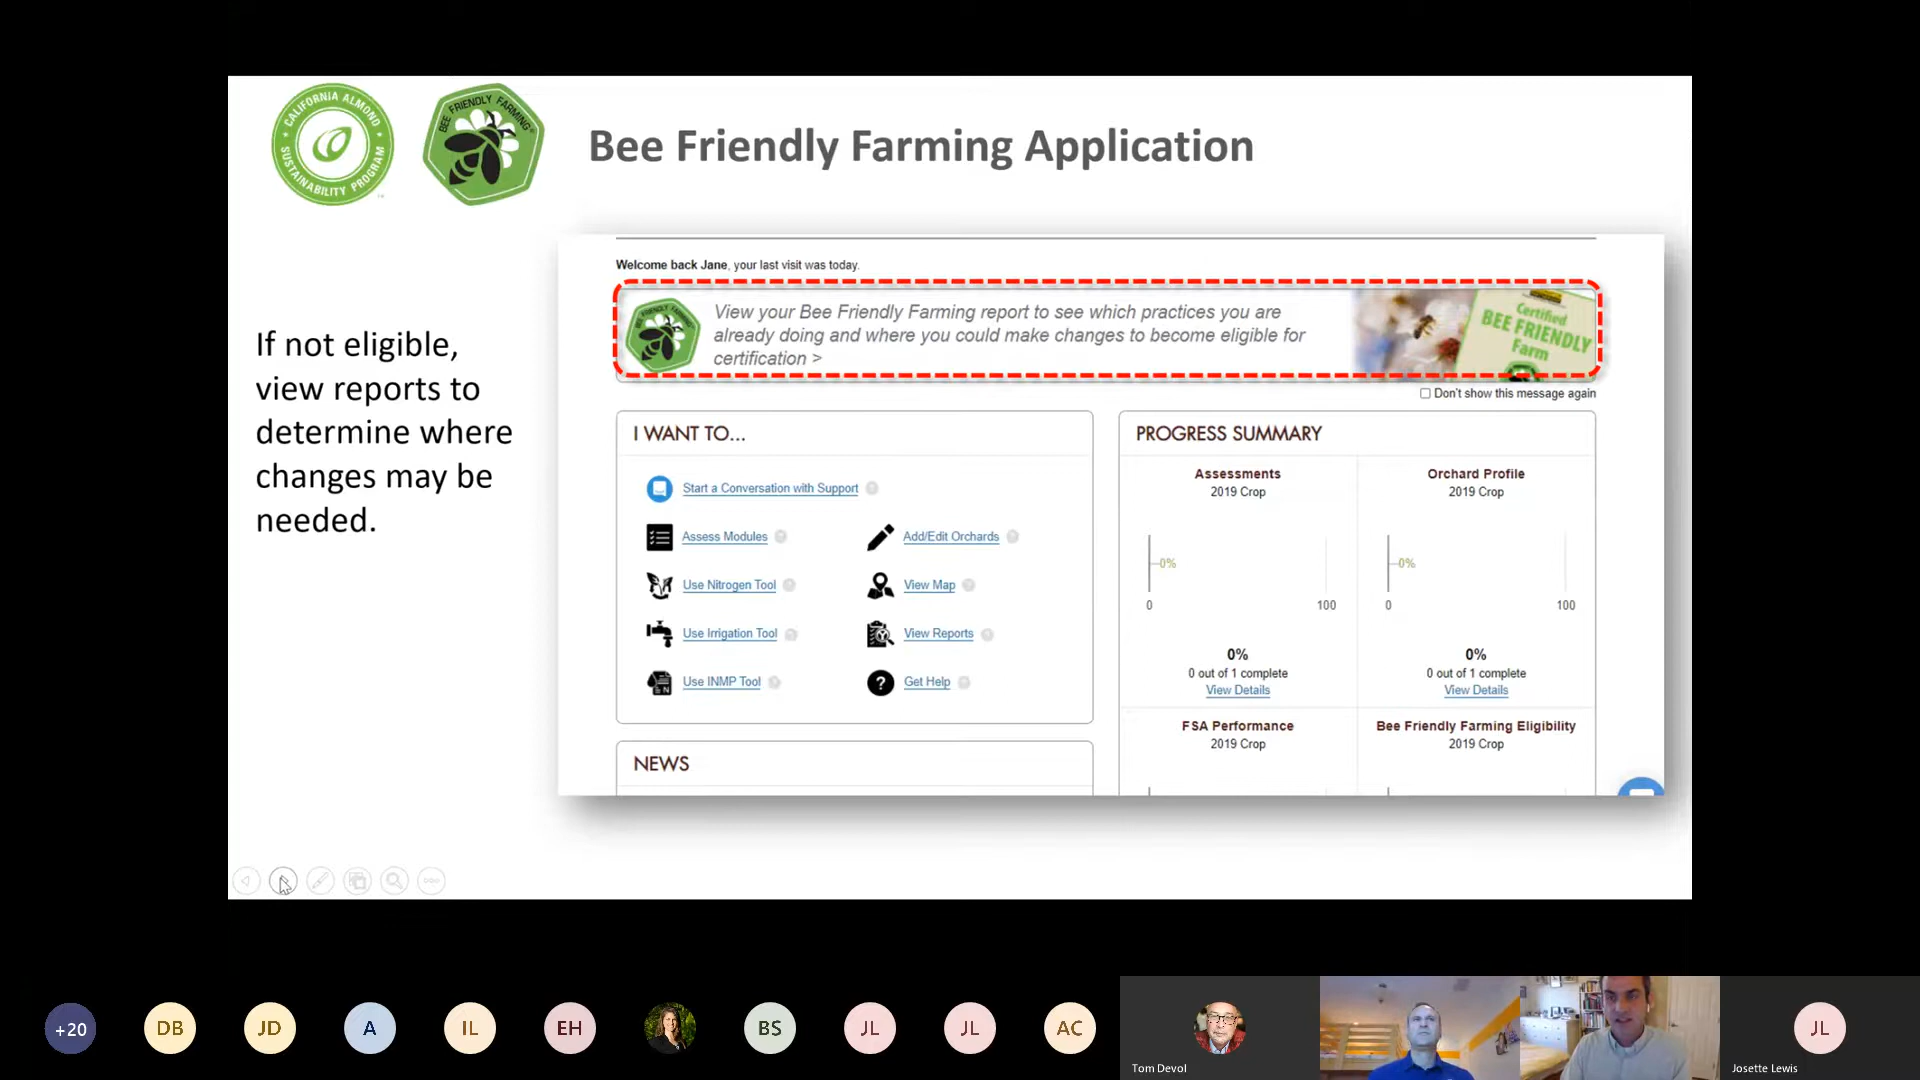 CALIFORNIA ALMOND
SUSTAINABILITY PROGRAM
BEE FRIENDLY FARMING
Bee Friendly Farming Application
If not eligible,
view reports to
determine where
changes may be
needed.
Welcome back Jane, your last visit was today.
View your Bee Friendly Farming report to see which practices you are
already doing and where you could make changes to become eligible for
certification >
Certified
BEE FRIENDLY
Farm
Don't show this message again
I WANT TO...
Start a Conversation with Support
Assess Modules
Add/Edit Orchards
Use Nitrogen Tool
View Map
Use Irrigation Tool
View Reports
Use INMP Tool
Get Help
NEWS
PROGRESS SUMMARY
Assessments
2019 Crop
0%
0 100
0%
0 out of 1 complete
View Details
Orchard Profile
2019 Crop
0%
0 100
0%
0 out of 1 complete
View Details
FSA Performance
2019 Crop
Bee Friendly Farming Eligibility
2019 Crop
+20
DB
JD
A
IL
EH
BS
JL
JL
AC
Tom Devol
JL
Josette Lewis